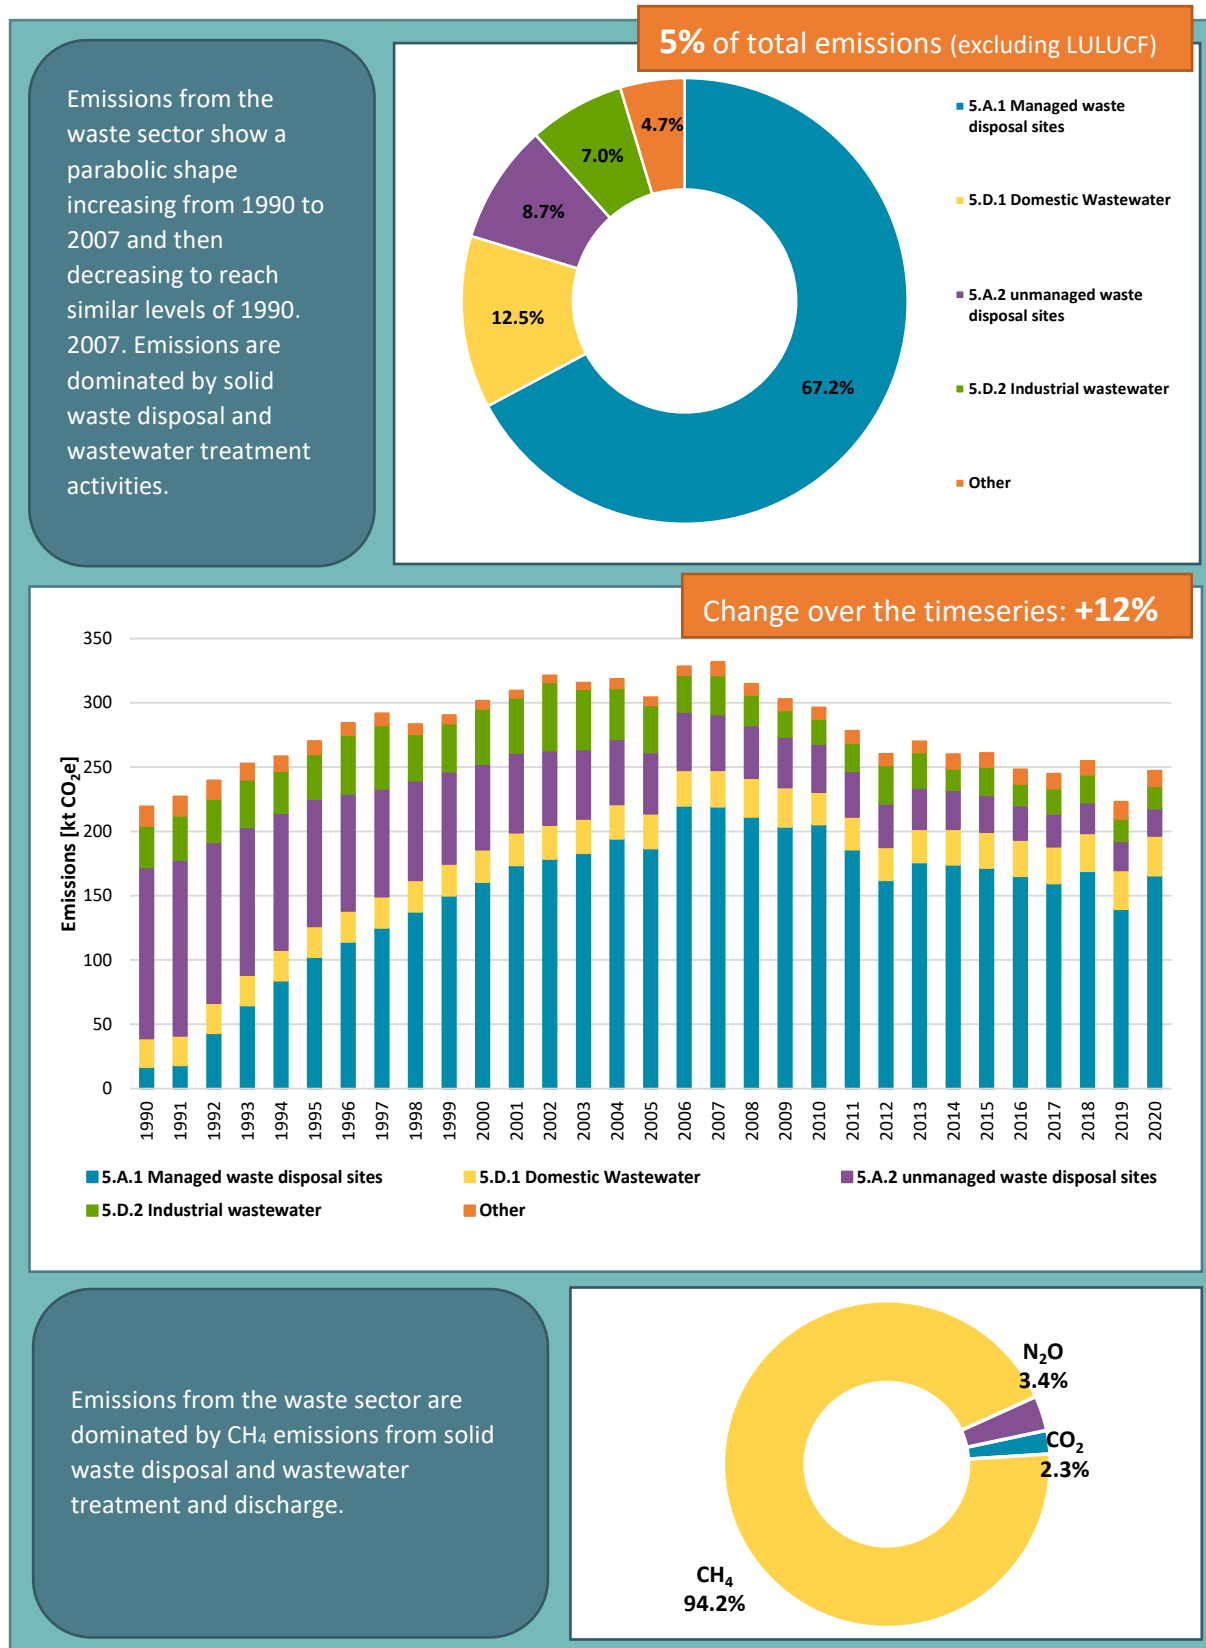 5% of total emissions (excluding LULUCF)
Emissions from the
waste sector show a
parabolic shape
increasing from 1990 to
2007 and then
decreasing to reach
similar levels of 1990.
2007. Emissions are
dominated by solid
waste disposal and
wastewater treatment
activities.
4.7%
7.0%
8.7%
12.5%
67.2%
5.A.1 Managed waste
disposal sites
5.D.1 Domestic Wastewater
5.A.2 unmanaged waste
disposal sites
5.D.2 Industrial wastewater
Other
Change over the timeseries: +12%
Emissions [kt CO₂e]
350
300
250
200
150
100
50
0
1990
1991
1992
1993
1994
1995
1996
1997
1998
1999
2000
2001
2002
2003
2004
2005
2006
2007
2008
2009
2010
2011
2012
2013
2014
2015
2016
2017
2018
2019
2020
5.A.1 Managed waste disposal sites
5.D.1 Domestic Wastewater
5.A.2 unmanaged waste disposal sites
5.D.2 Industrial wastewater
Other
Emissions from the waste sector are
dominated by CH₄ emissions from solid
waste disposal and wastewater
treatment and discharge.
N₂O
3.4%
CO₂
2.3%
CH₄
94.2%